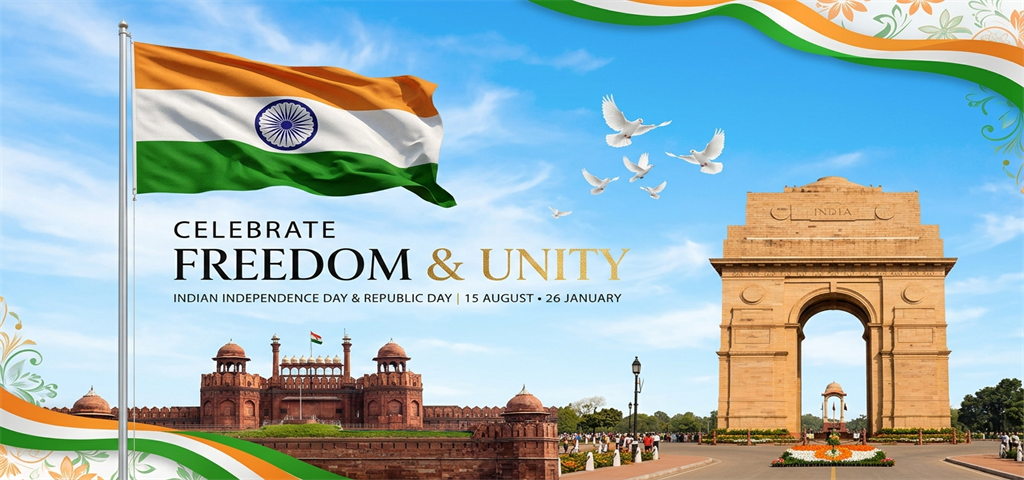 CELEBRATE
FREEDOM & UNITY
INDIAN INDEPENDENCE DAY & REPUBLIC DAY | 15 AUGUST • 26 JANUARY
INDIA